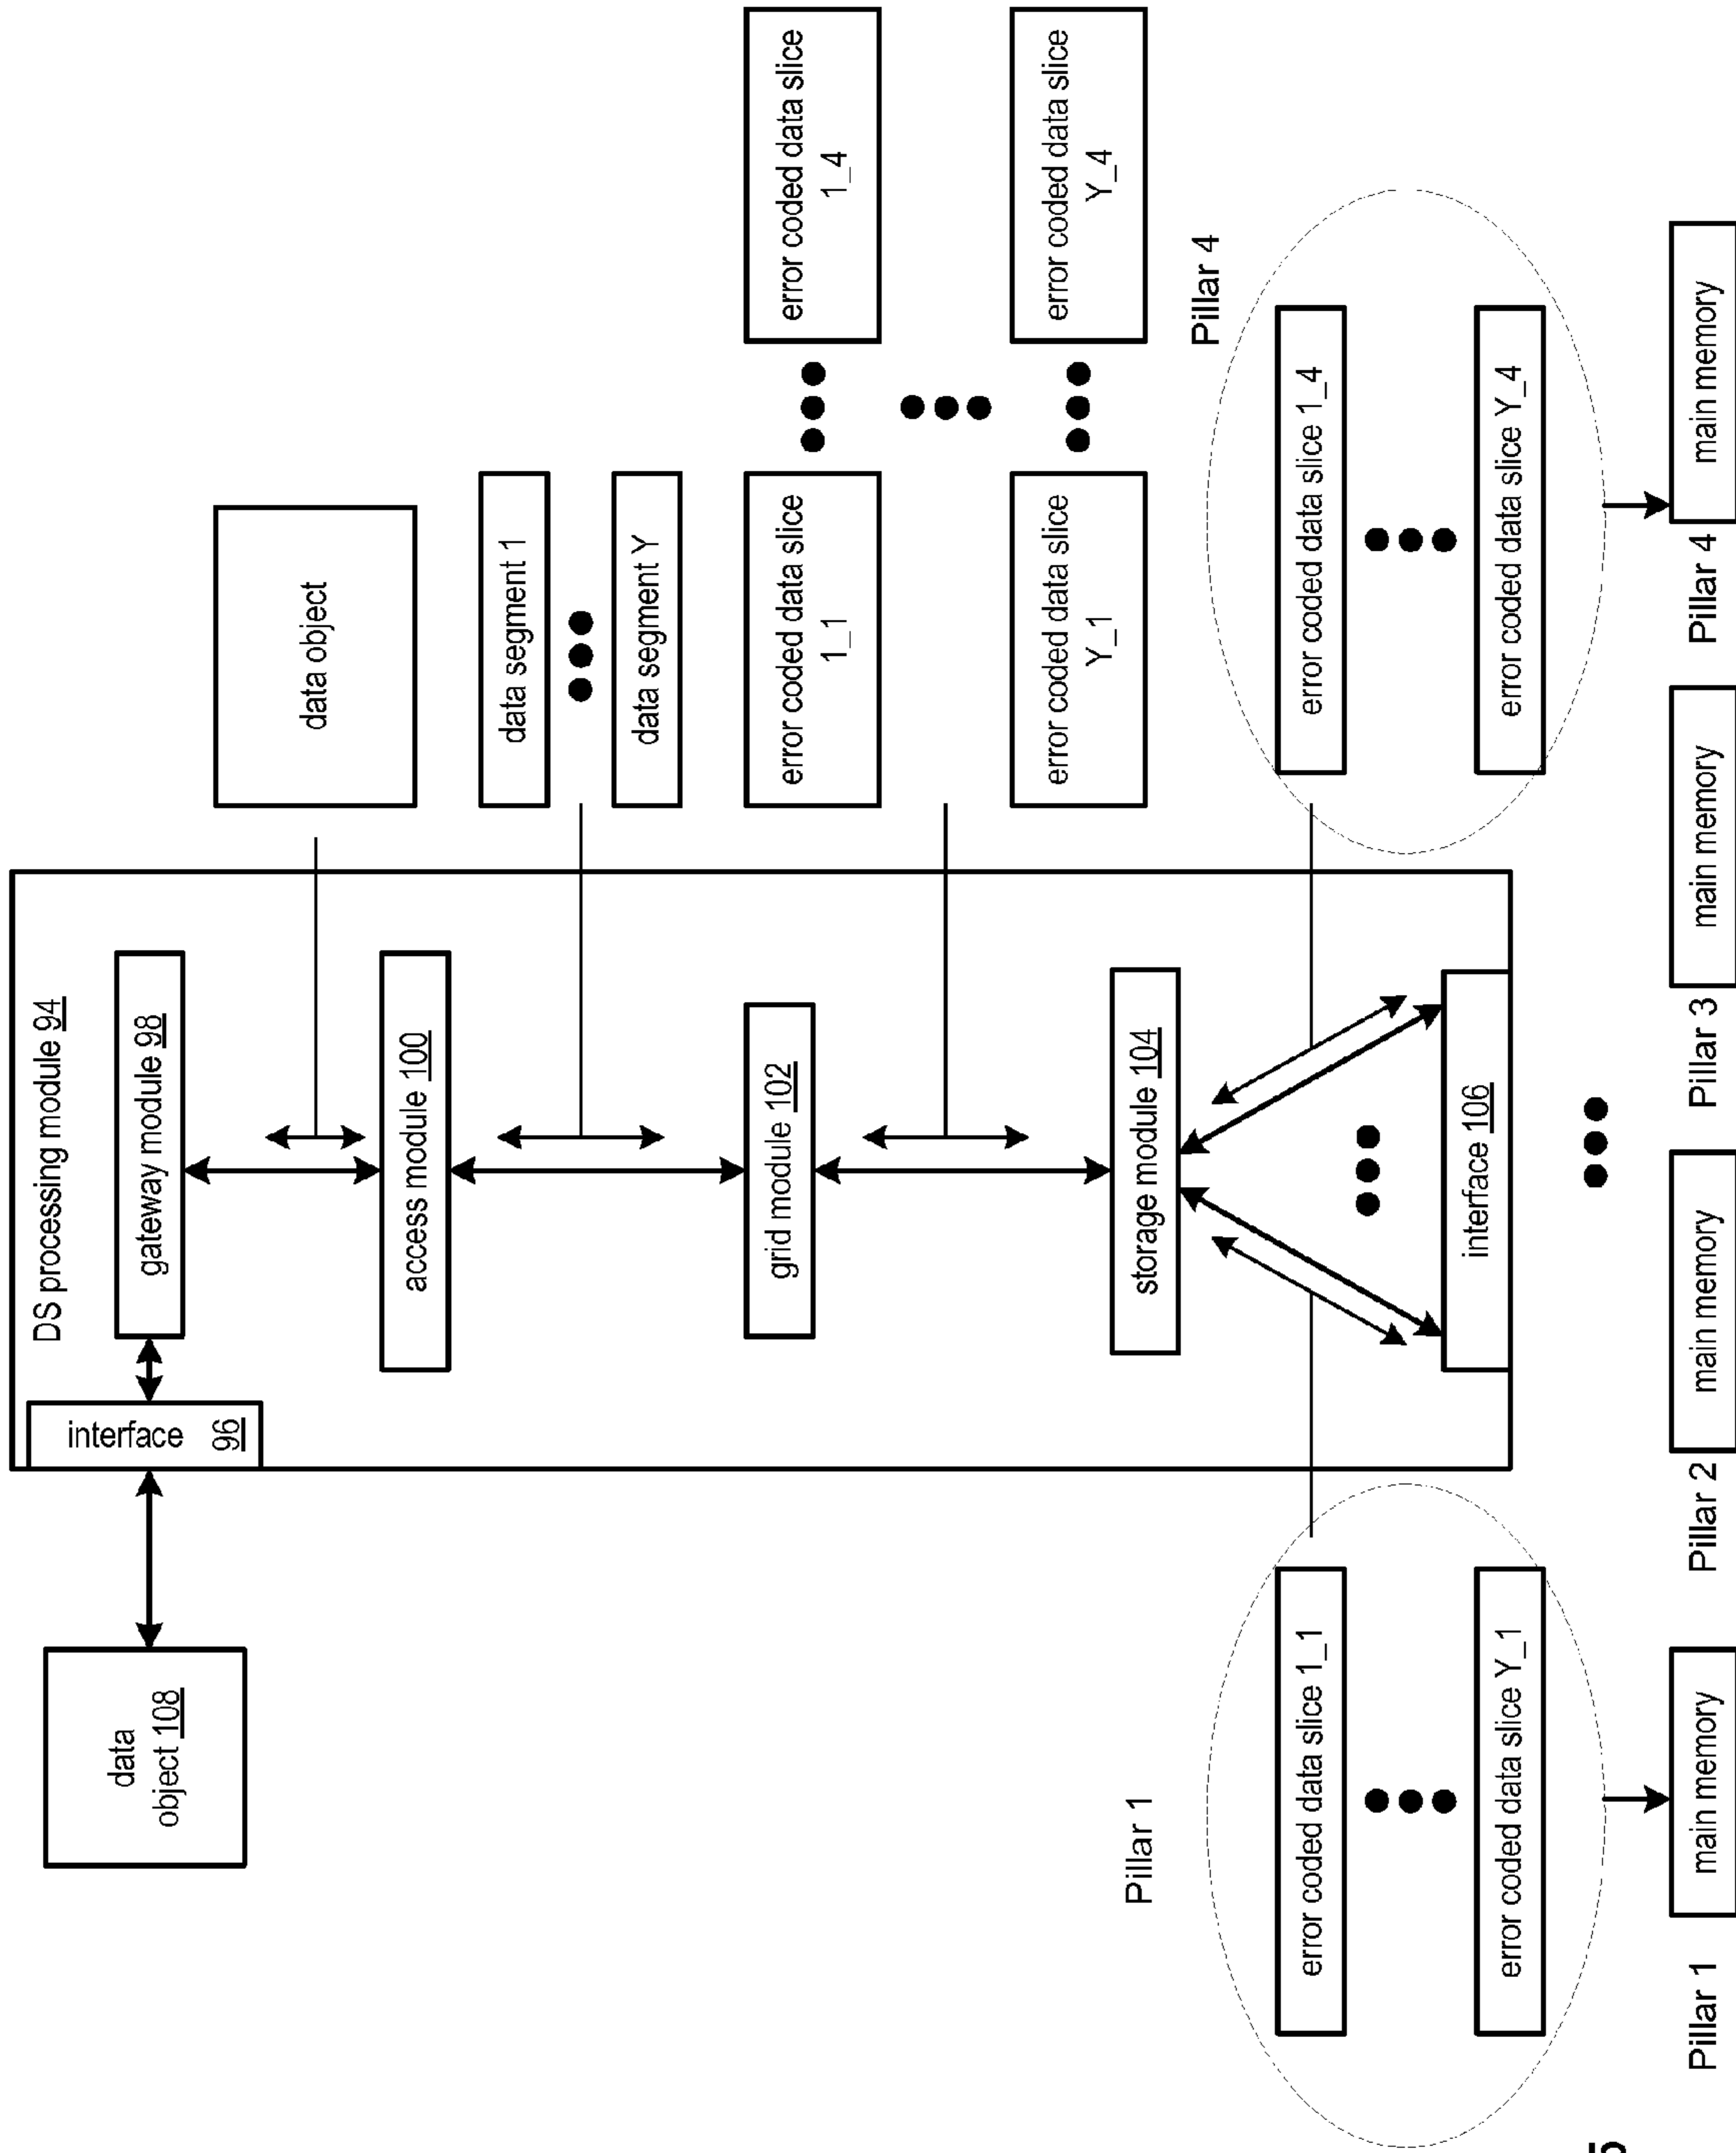 DS processing module 94
data
object 108
interface 96
gateway module 98
data object
access module 100
data segment 1
data segment Y
grid module 102
error coded data slice
1_1
error coded data slice
1_4
error coded data slice
Y_1
error coded data slice
Y_4
storage module 104
interface 106
Pillar 1
error coded data slice 1_1
error coded data slice Y_1
Pillar 4
error coded data slice 1_4
error coded data slice Y_4
Pillar 1
main memory
Pillar 2
main memory
Pillar 3
main memory
Pillar 4
main memory